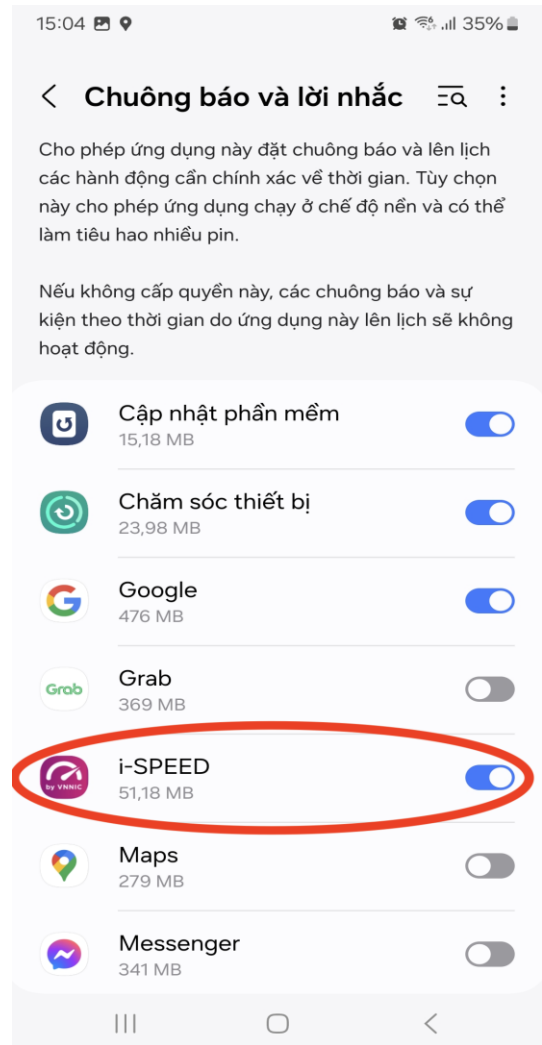 15:04
35%
Chuông báo và lời nhắc
Cho phép ứng dụng này đặt chuông báo và lên lịch
các hành động cần chính xác về thời gian. Tùy chọn
này cho phép ứng dụng chạy ở chế độ nền và có thể
làm tiêu hao nhiều pin.
Nếu không cấp quyền này, các chuông báo và sự
kiện theo thời gian do ứng dụng này lên lịch sẽ không
hoạt động.
Cập nhật phần mềm
15,18 MB
Chăm sóc thiết bị
23,98 MB
Google
476 MB
Grab
Grab
369 MB
i-SPEED
by VNNIC
51,18 MB
Maps
279 MB
Messenger
341 MB